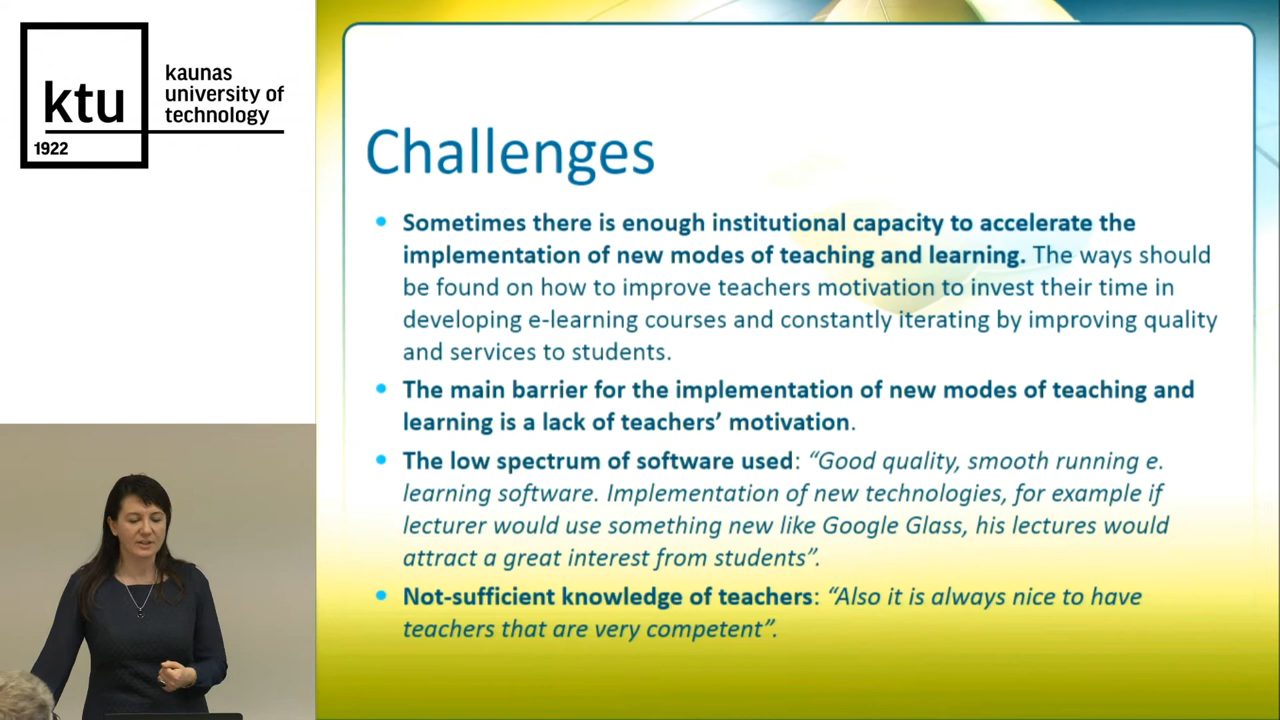 ktu
1922
kaunas
university of
technology
Challenges
• Sometimes there is enough institutional capacity to accelerate the
implementation of new modes of teaching and learning. The ways should
be found on how to improve teachers motivation to invest their time in
developing e-learning courses and constantly iterating by improving quality
and services to students.
• The main barrier for the implementation of new modes of teaching and
learning is a lack of teachers’ motivation.
• The low spectrum of software used: “Good quality, smooth running e.
learning software. Implementation of new technologies, for example if
lecturer would use something new like Google Glass, his lectures would
attract a great interest from students”.
• Not-sufficient knowledge of teachers: “Also it is always nice to have
teachers that are very competent”.